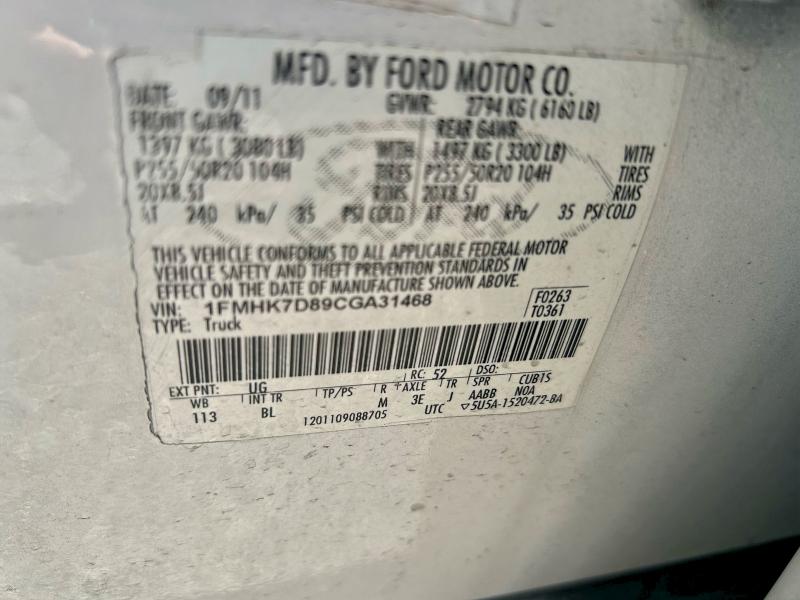 MFD. BY FORD MOTOR CO.
DATE: 09/11 GVWR: 2794 KG ( 6160 LB)
FRONT GAWR: REAR GAWR:
1397 KG ( 3080 LB) WITH 1497 KG ( 3300 LB) WITH
P255/50R20 104H TIRES P255/50R20 104H TIRES
20X8.5J RIMS 20X8.5J RIMS
AT 240 kPa/ 35 PSI COLD AT 240 kPa/ 35 PSI COLD
THIS VEHICLE CONFORMS TO ALL APPLICABLE FEDERAL MOTOR
VEHICLE SAFETY AND THEFT PREVENTION STANDARDS IN
EFFECT ON THE DATE OF MANUFACTURE SHOWN ABOVE.
VIN: 1FMHK7D89CGA31468 F0263
TYPE: Truck T0361
EXT PNT: UG RC: 52 DSO:
WB INT TR TP/PS R +AXLE TR SPR CUB1S
113 BL M 3E J AABB NOA
1201109088705 UTC ▽5U5A-1520472-BA